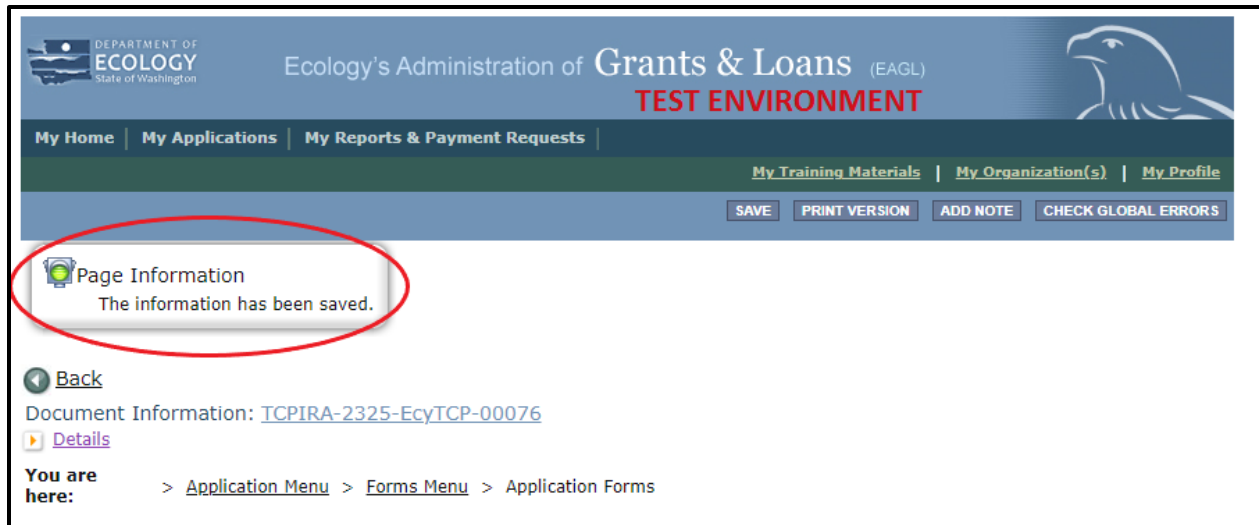 DEPARTMENT OF
ECOLOGY
State of Washington
Ecology's Administration of Grants & Loans (EAGL)
TEST ENVIRONMENT
My Home | My Applications | My Reports & Payment Requests |
My Training Materials | My Organization(s) | My Profile
SAVE PRINT VERSION ADD NOTE CHECK GLOBAL ERRORS
Page Information
The information has been saved.
Back
Document Information: TCPIRA-2325-EcyTCP-00076
Details
You are here: > Application Menu > Forms Menu > Application Forms